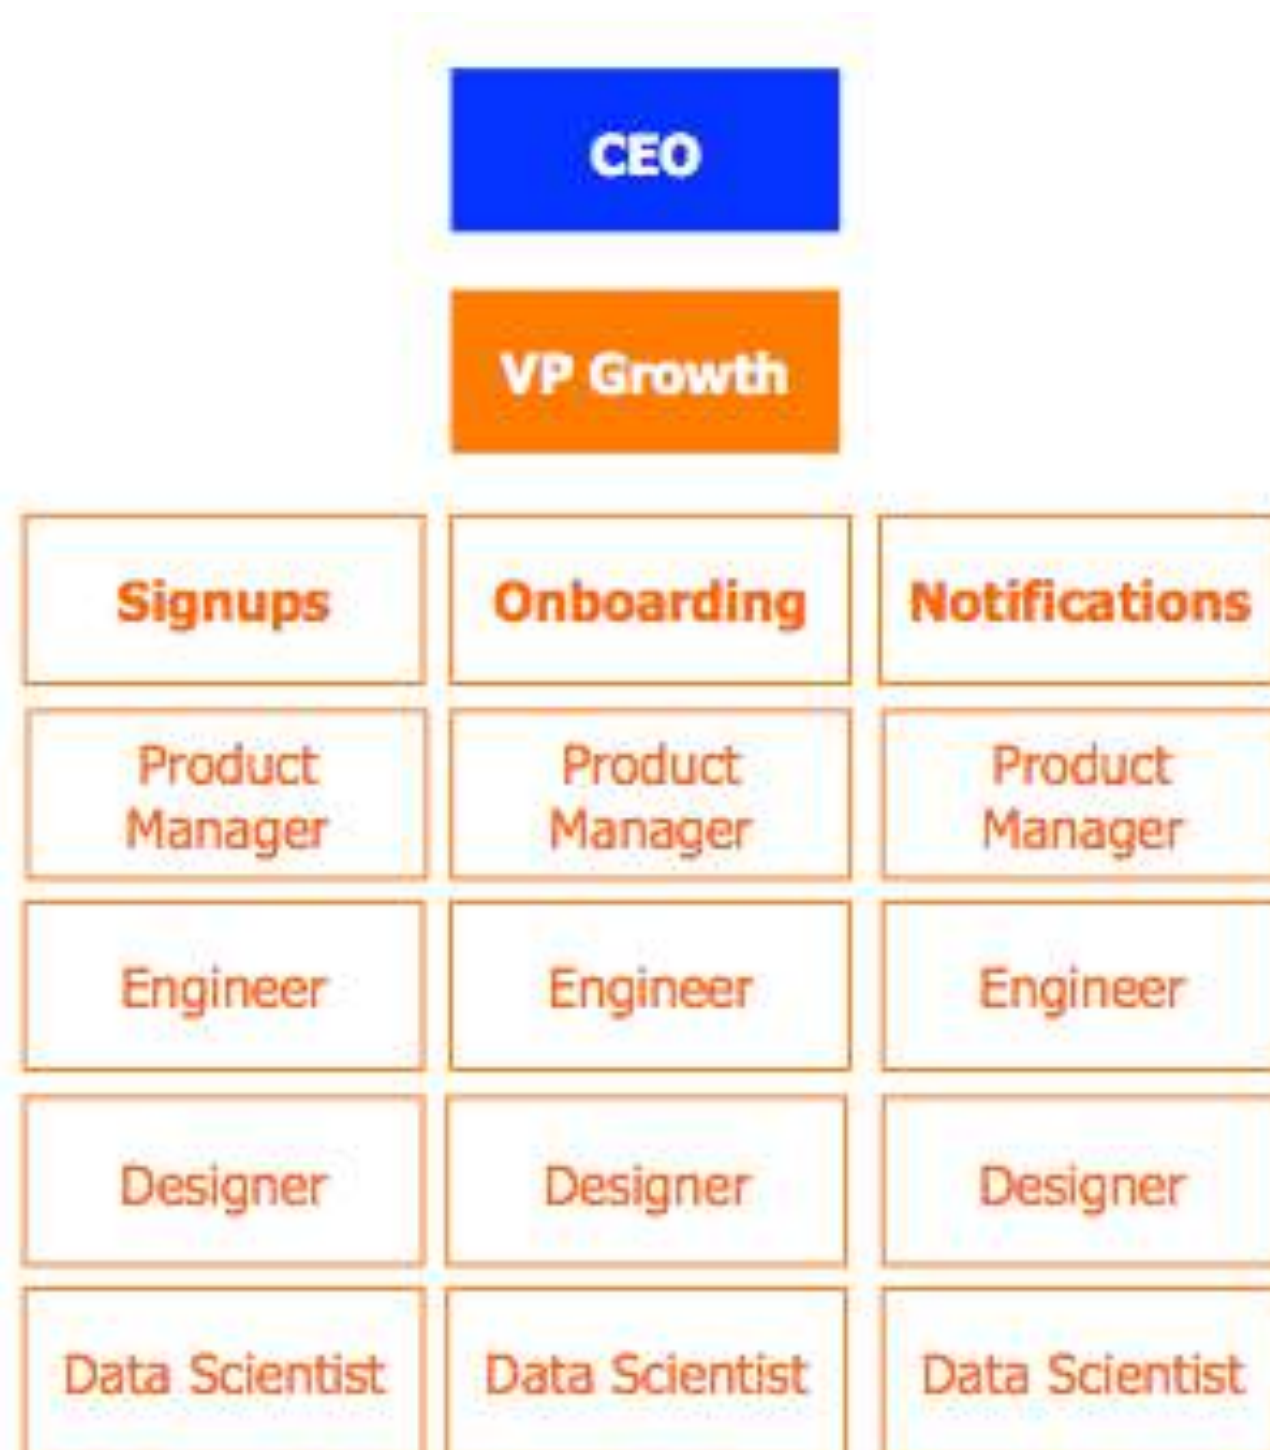 CEO
VP Growth
Signups Onboarding Notifications
Product Product Product
Manager Manager Manager
Engineer Engineer Engineer
Designer Designer Designer
Data Scientist Data Scientist Data Scientist